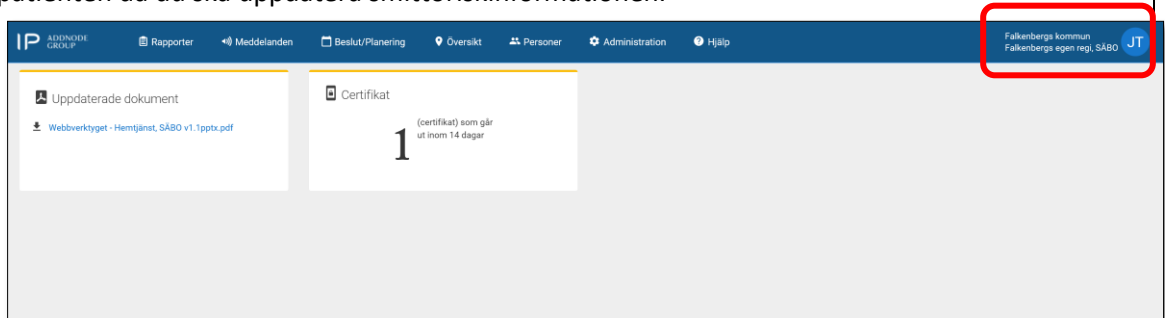 patienten du du ska uppdatera smittoriskinformationen.
IP ADDNODE GROUP
Rapporter
Meddelanden
Beslut/Planering
Översikt
Personer
Administration
Hjälp
Falkenbergs kommun
Falkenbergs egen regi, SÄBO
JT
Uppdaterade dokument
Webbverktyget - Hemtjänst, SÄBO v1.1pptx.pdf
Certifikat
1
(certifikat) som går
ut inom 14 dagar